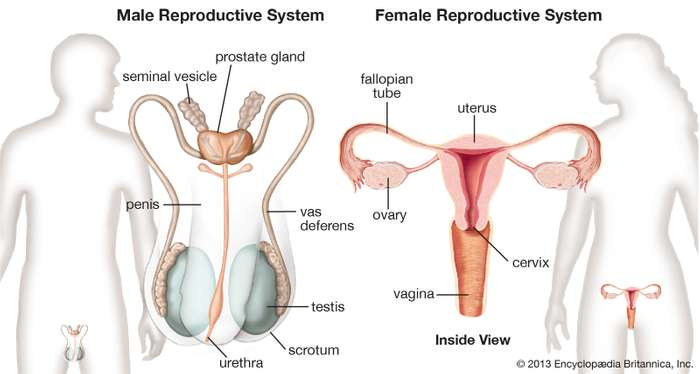 Male Reproductive System
Female Reproductive System
prostate gland
seminal vesicle
penis
vas
deferens
testis
scrotum
urethra
fallopian
tube
uterus
ovary
cervix
vagina
Inside View
© 2013 Encyclopædia Britannica, Inc.